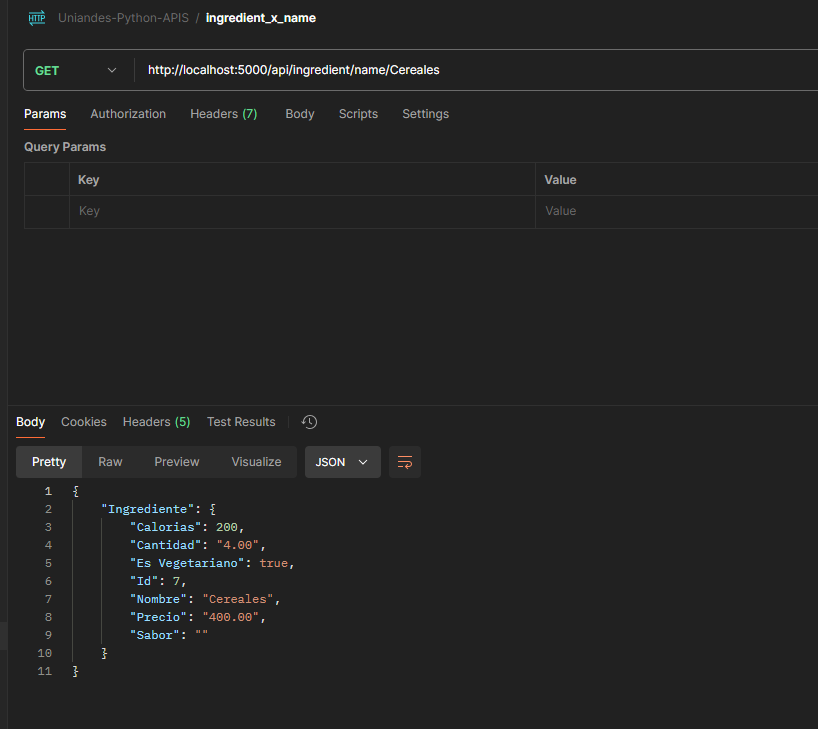 HTTP Uniandes-Python-APIS / ingredient_x_name
GET http://localhost:5000/api/ingredient/name/Cereales
Params Authorization Headers (7) Body Scripts Settings
Query Params
Key Value
Key Value
Body Cookies Headers (5) Test Results
Pretty Raw Preview Visualize JSON
1 {
2 "Ingrediente": {
3 "Calorias": 200,
4 "Cantidad": "4.00",
5 "Es Vegetariano": true,
6 "Id": 7,
7 "Nombre": "Cereales",
8 "Precio": "400.00",
9 "Sabor": ""
10 }
11 }